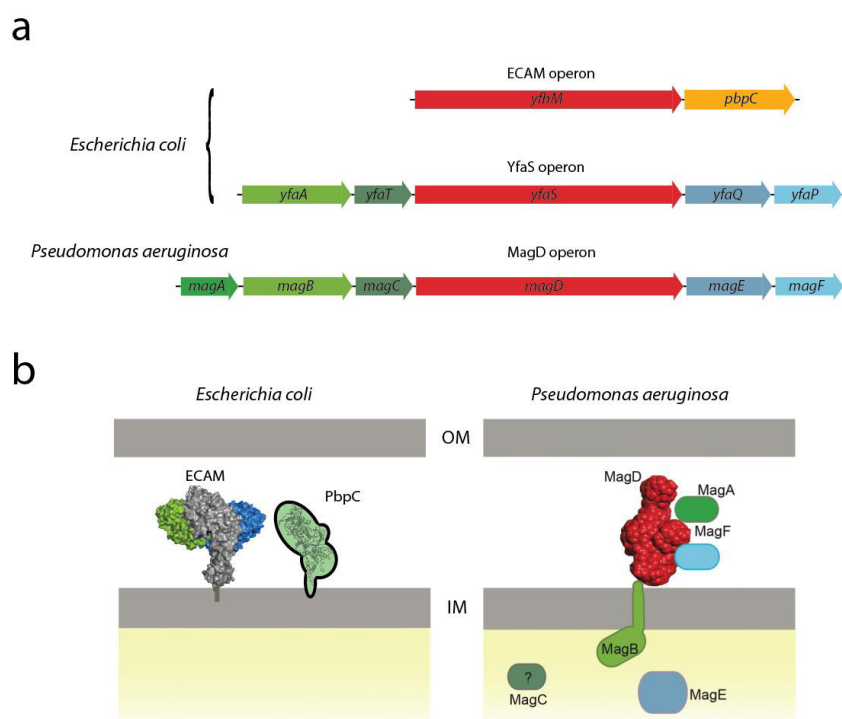 a
ECAM operon
yfhM
pbpC
Escherichia coli
YfaS operon
yfaA
yfaT
yfaS
yfaQ
yfaP
Pseudomonas aeruginosa
MagD operon
magA
magB
magC
magD
magE
magF
b
Escherichia coli
Pseudomonas aeruginosa
OM
ECAM
PbpC
MagD
MagA
MagF
IM
MagB
?
MagC
MagE